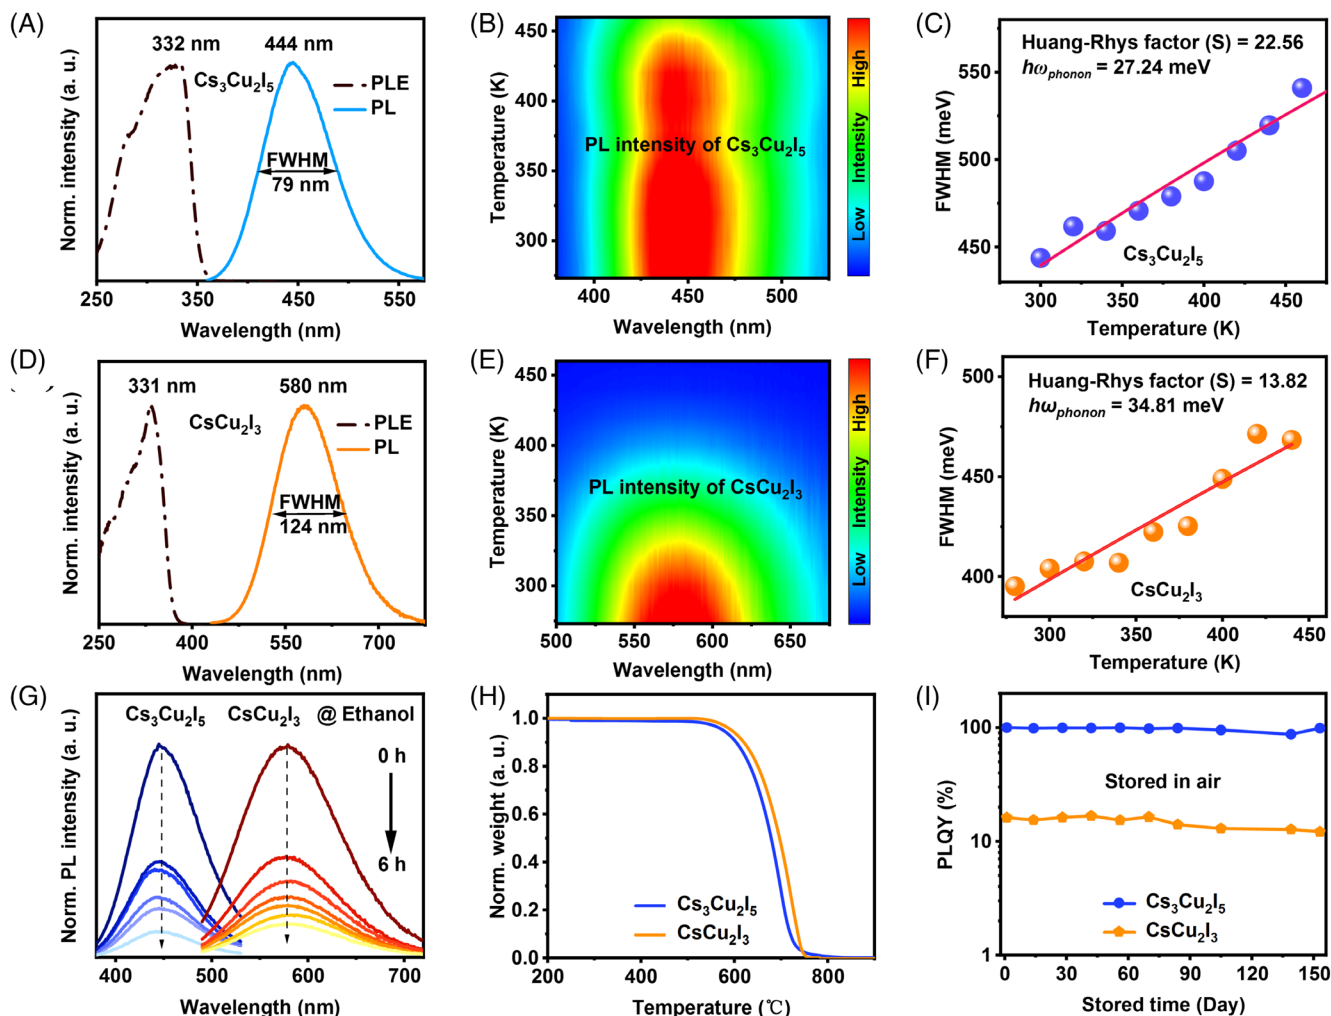 (A)
332 nm
444 nm
Cs₃Cu₂I₅
PLE
PL
FWHM
79 nm
Norm. intensity (a. u.)
250 350 450 550
Wavelength (nm)
(B)
450
400
350
300
Temperature (K)
PL intensity of Cs₃Cu₂I₅
400 450 500
Wavelength (nm)
High
Intensity
Low
(C)
Huang-Rhys factor (S) = 22.56
ħω phonon = 27.24 meV
550
500
450
FWHM (meV)
Cs₃Cu₂I₅
300 350 400 450
Temperature (K)
(D)
331 nm
580 nm
CsCu₂I₃
PLE
PL
FWHM
124 nm
Norm. intensity (a. u.)
250 400 550 700
Wavelength (nm)
(E)
450
400
350
300
Temperature (K)
PL intensity of CsCu₂I₃
500 550 600 650
Wavelength (nm)
High
Intensity
Low
(F)
Huang-Rhys factor (S) = 13.82
ħω phonon = 34.81 meV
500
450
400
FWHM (meV)
CsCu₂I₃
300 350 400 450
Temperature (K)
(G)
Cs₃Cu₂I₅ CsCu₂I₃ @ Ethanol
0 h
6 h
Norm. PL intensity (a. u.)
400 500 600 700
Wavelength (nm)
(H)
1.0
0.8
0.6
0.4
0.2
0.0
Norm. weight (a. u.)
Cs₃Cu₂I₅
CsCu₂I₃
200 400 600 800
Temperature (℃)
(I)
100
10
1
PLQY (%)
Stored in air
Cs₃Cu₂I₅
CsCu₂I₃
0 30 60 90 120 150
Stored time (Day)